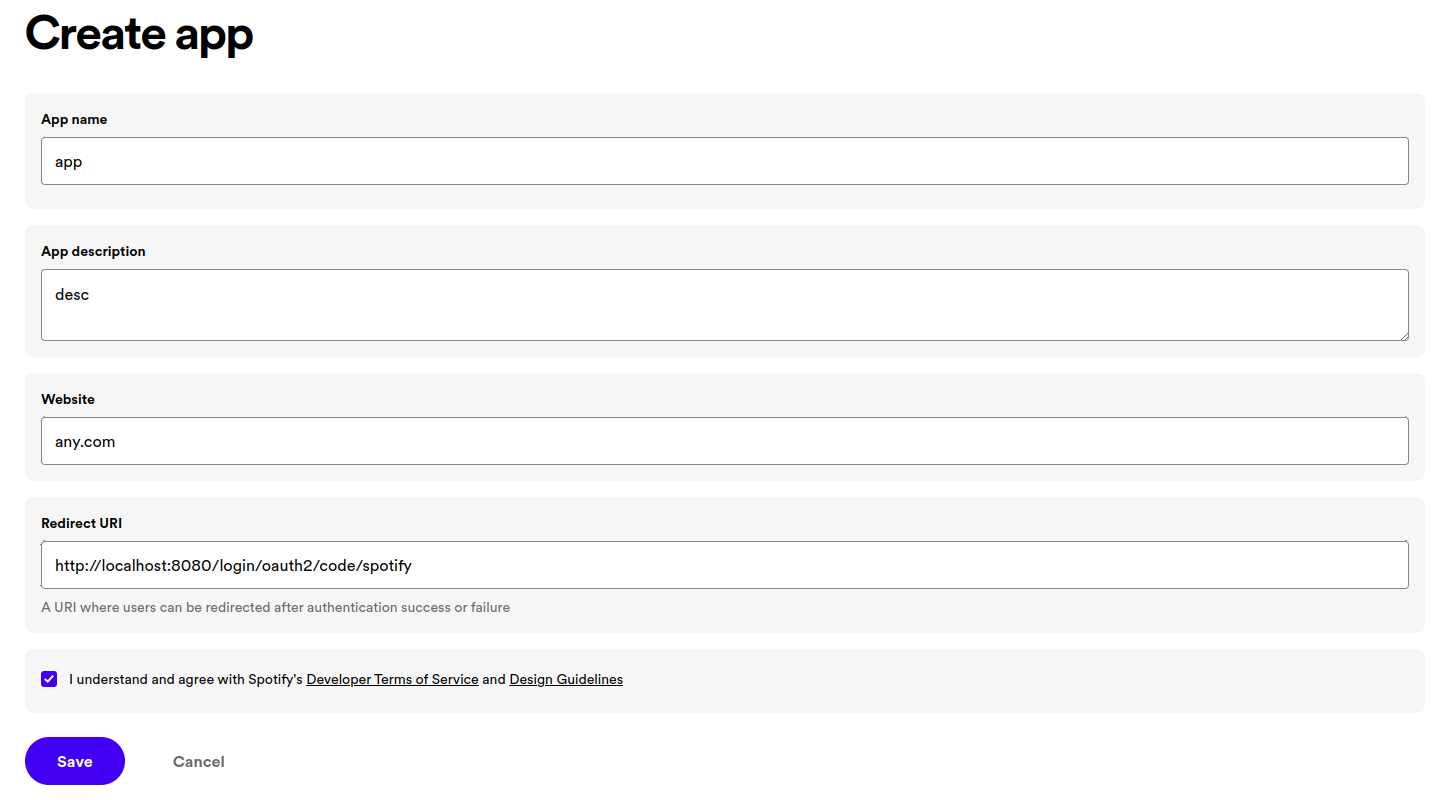 Create app
App name
app
App description
desc
Website
any.com
Redirect URI
http://localhost:8080/login/oauth2/code/spotify
A URI where users can be redirected after authentication success or failure
I understand and agree with Spotify's Developer Terms of Service and Design Guidelines
Save Cancel